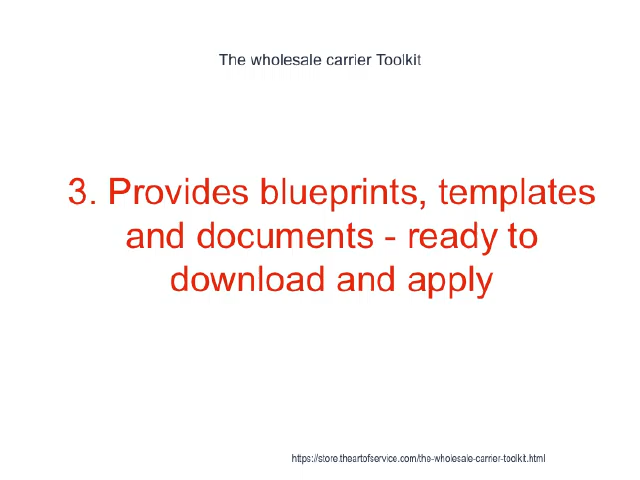 The wholesale carrier Toolkit
3. Provides blueprints, templates
and documents - ready to
download and apply
https://store.theartofservice.com/the-wholesale-carrier-toolkit.html